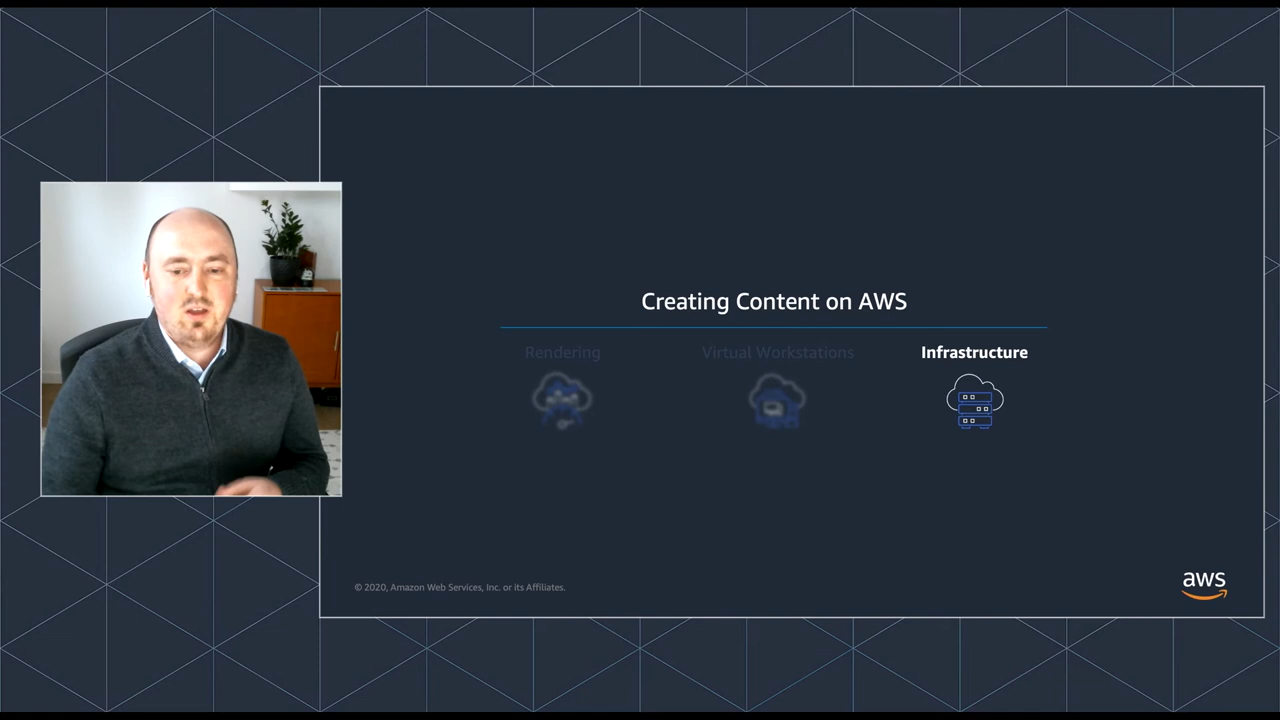 Creating Content on AWS
Rendering
Virtual Workstations
Infrastructure
© 2020, Amazon Web Services, Inc. or its Affiliates.
aws